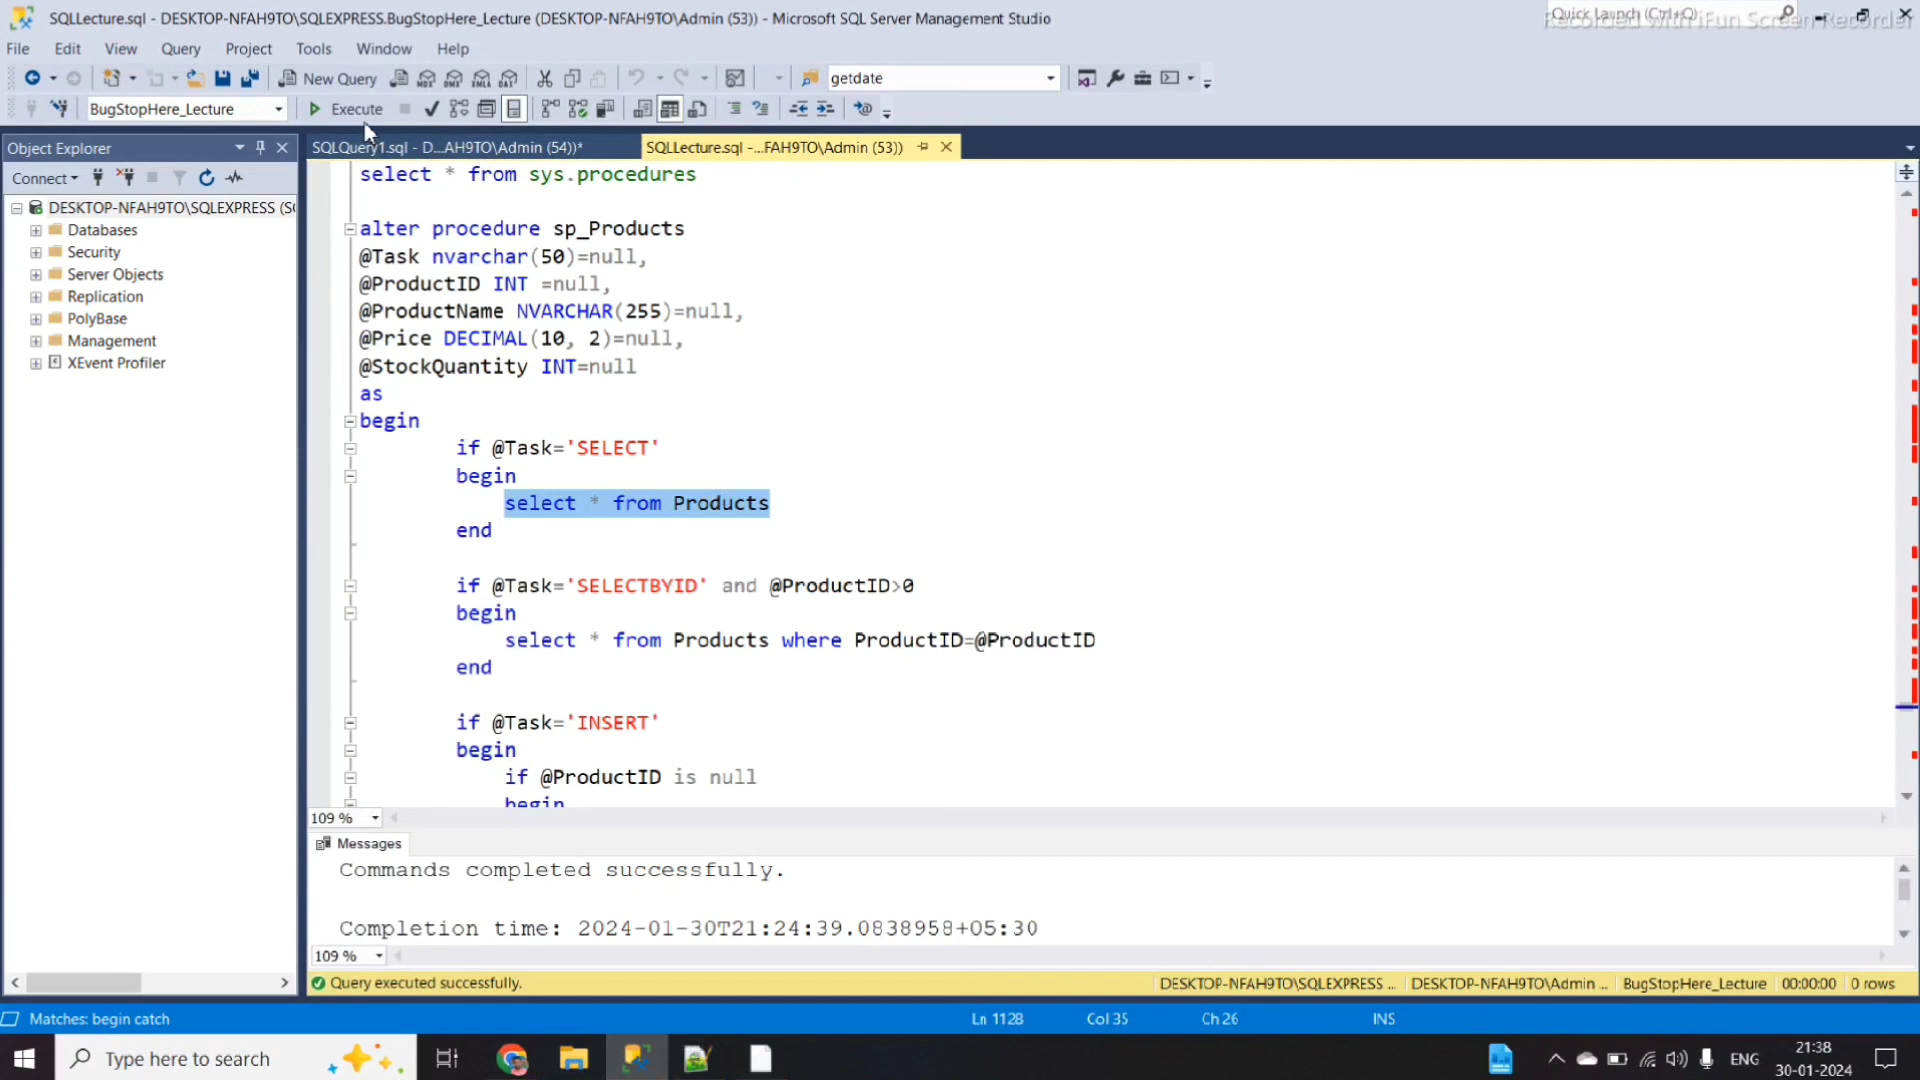 SQLLecture.sql - DESKTOP-NFAH9TO\SQLEXPRESS.BugStopHere_Lecture (DESKTOP-NFAH9TO\Admin (53)) - Microsoft SQL Server Management Studio
Quick Launch (Ctrl+Q)
Recorded with iFun Screen Recorder
File Edit View Query Project Tools Window Help
New Query MDX DMX XMLA DAX getdate
BugStopHere_Lecture Execute
Object Explorer
SQLQuery1.sql - D...AH9TO\Admin (54))*
SQLLecture.sql -...FAH9TO\Admin (53))
Connect
DESKTOP-NFAH9TO\SQLEXPRESS (S
Databases
Security
Server Objects
Replication
PolyBase
Management
XEvent Profiler
select * from sys.procedures
alter procedure sp_Products
@Task nvarchar(50)=null,
@ProductID INT =null,
@ProductName NVARCHAR(255)=null,
@Price DECIMAL(10, 2)=null,
@StockQuantity INT=null
as
begin
if @Task='SELECT'
begin
select * from Products
end
if @Task='SELECTBYID' and @ProductID>0
begin
select * from Products where ProductID=@ProductID
end
if @Task='INSERT'
begin
if @ProductID is null
begin
109 %
Messages
Commands completed successfully.
Completion time: 2024-01-30T21:24:39.0838958+05:30
109 %
Query executed successfully. DESKTOP-NFAH9TO\SQLEXPRESS ... DESKTOP-NFAH9TO\Admin ... BugStopHere_Lecture 00:00:00 0 rows
Matches: begin catch Ln 1128 Col 35 Ch 26 INS
Type here to search ENG 21:38
30-01-2024